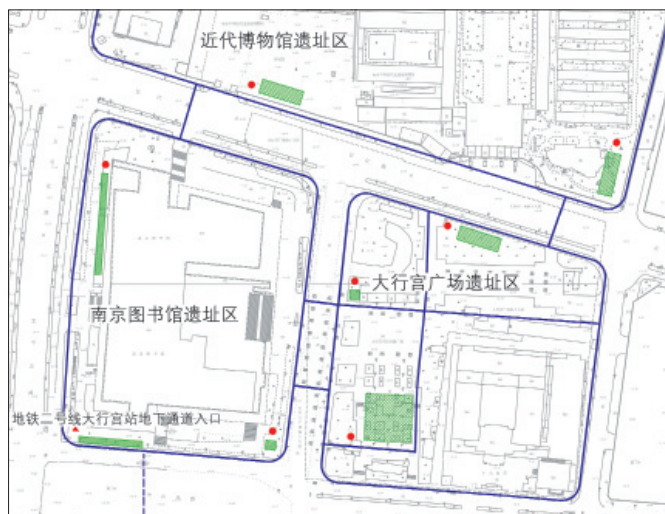 近代博物馆遗址区
大行宫广场遗址区
南京图书馆遗址区
地铁二号线大行宫站地下通道入口